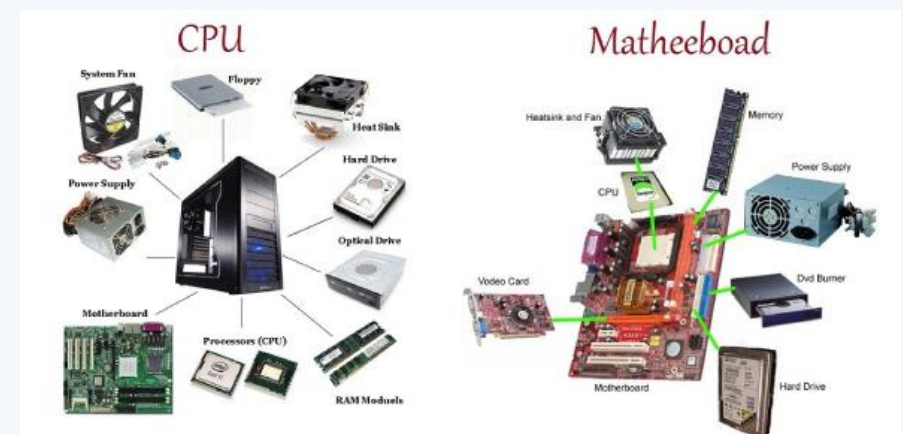 CPU
System Fan
Floppy
Heat Sink
Hard Drive
Power Supply
Optical Drive
Motherboard
Processors (CPU)
RAM Moduels
Matheeboad
Heatsink and Fan
Memory
CPU
Power Supply
Vodeo Card
Dvd Burner
Motherboard
Hard Drive